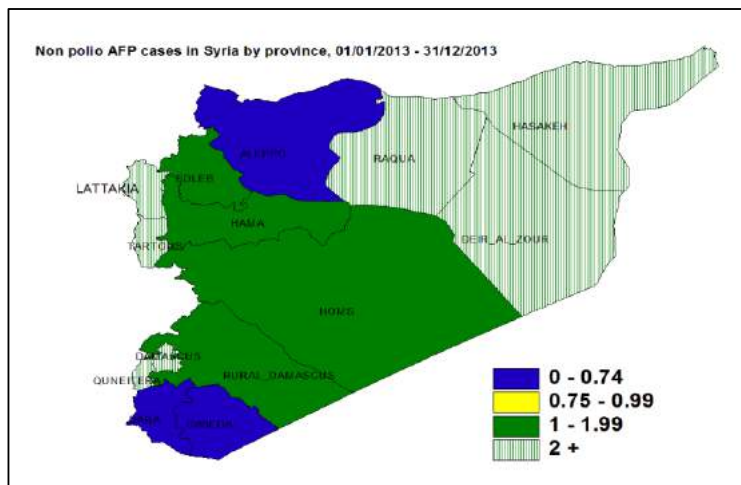 Non polio AFP cases in Syria by province, 01/01/2013 - 31/12/2013
HASAKEH
ALEPPO
RAQUA
EDLEB
LATTAKIA
HAMA
TARTOUS
DEIR_AL_ZOUR
HOMS
DAMASCUS
QUNEITERA
RURAL_DAMASCUS
0 - 0.74
0.75 - 0.99
1 - 1.99
2 +